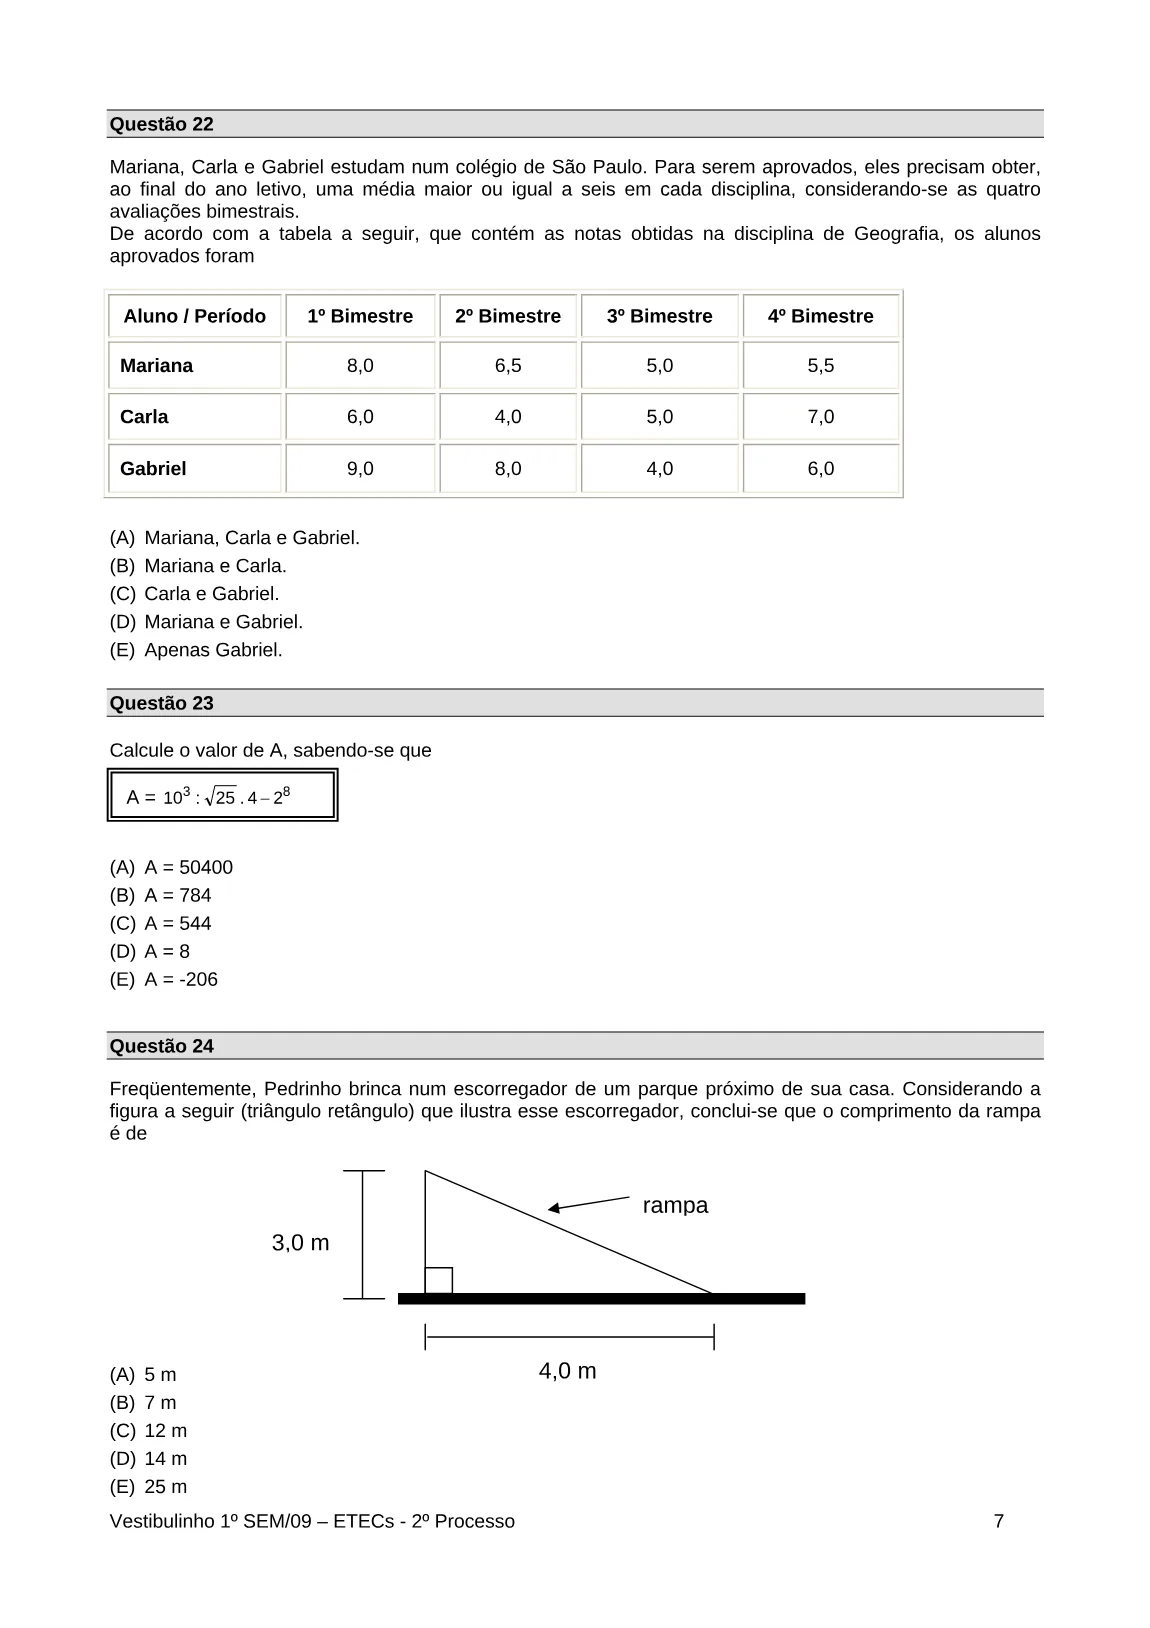 Questão 22
Mariana, Carla e Gabriel estudam num colégio de São Paulo. Para serem aprovados, eles precisam obter,
ao final do ano letivo, uma média maior ou igual a seis em cada disciplina, considerando-se as quatro
avaliações bimestrais.
De acordo com a tabela a seguir, que contém as notas obtidas na disciplina de Geografia, os alunos
aprovados foram
Aluno / Período 1º Bimestre 2º Bimestre 3º Bimestre 4º Bimestre
Mariana 8,0 6,5 5,0 5,5
Carla 6,0 4,0 5,0 7,0
Gabriel 9,0 8,0 4,0 6,0
(A) Mariana, Carla e Gabriel.
(B) Mariana e Carla.
(C) Carla e Gabriel.
(D) Mariana e Gabriel.
(E) Apenas Gabriel.
Questão 23
Calcule o valor de A, sabendo-se que
A = 10³ : √25 . 4 – 2⁸
(A) A = 50400
(B) A = 784
(C) A = 544
(D) A = 8
(E) A = -206
Questão 24
Freqüentemente, Pedrinho brinca num escorregador de um parque próximo de sua casa. Considerando a
figura a seguir (triângulo retângulo) que ilustra esse escorregador, conclui-se que o comprimento da rampa
é de
rampa
3,0 m
4,0 m
(A) 5 m
(B) 7 m
(C) 12 m
(D) 14 m
(E) 25 m
Vestibulinho 1º SEM/09 – ETECs - 2º Processo 7